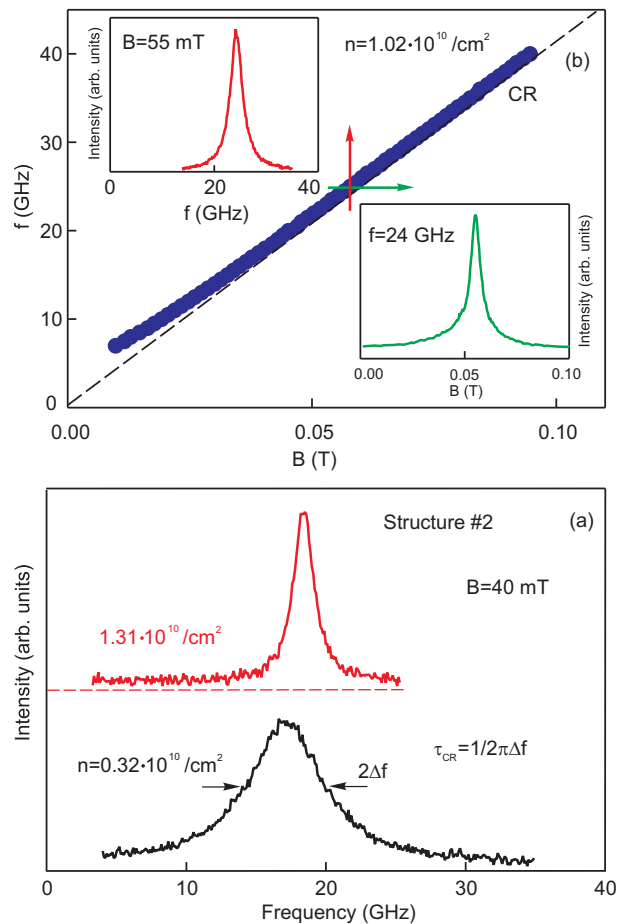 B=55 mT
Intensity (arb. units)
0
20
40
f (GHz)
n=1.02·10¹⁰/cm²
(b)
CR
f=24 GHz
Intensity (arb. units)
0.00
0.05
0.10
B (T)
f (GHz)
40
30
20
10
0
0.00
0.05
0.10
B (T)
(a)
Structure #2
B=40 mT
1.31·10¹⁰/cm²
n=0.32·10¹⁰/cm²
2Δf
τCR=1/2πΔf
Intensity (arb. units)
0
10
20
30
40
Frequency (GHz)